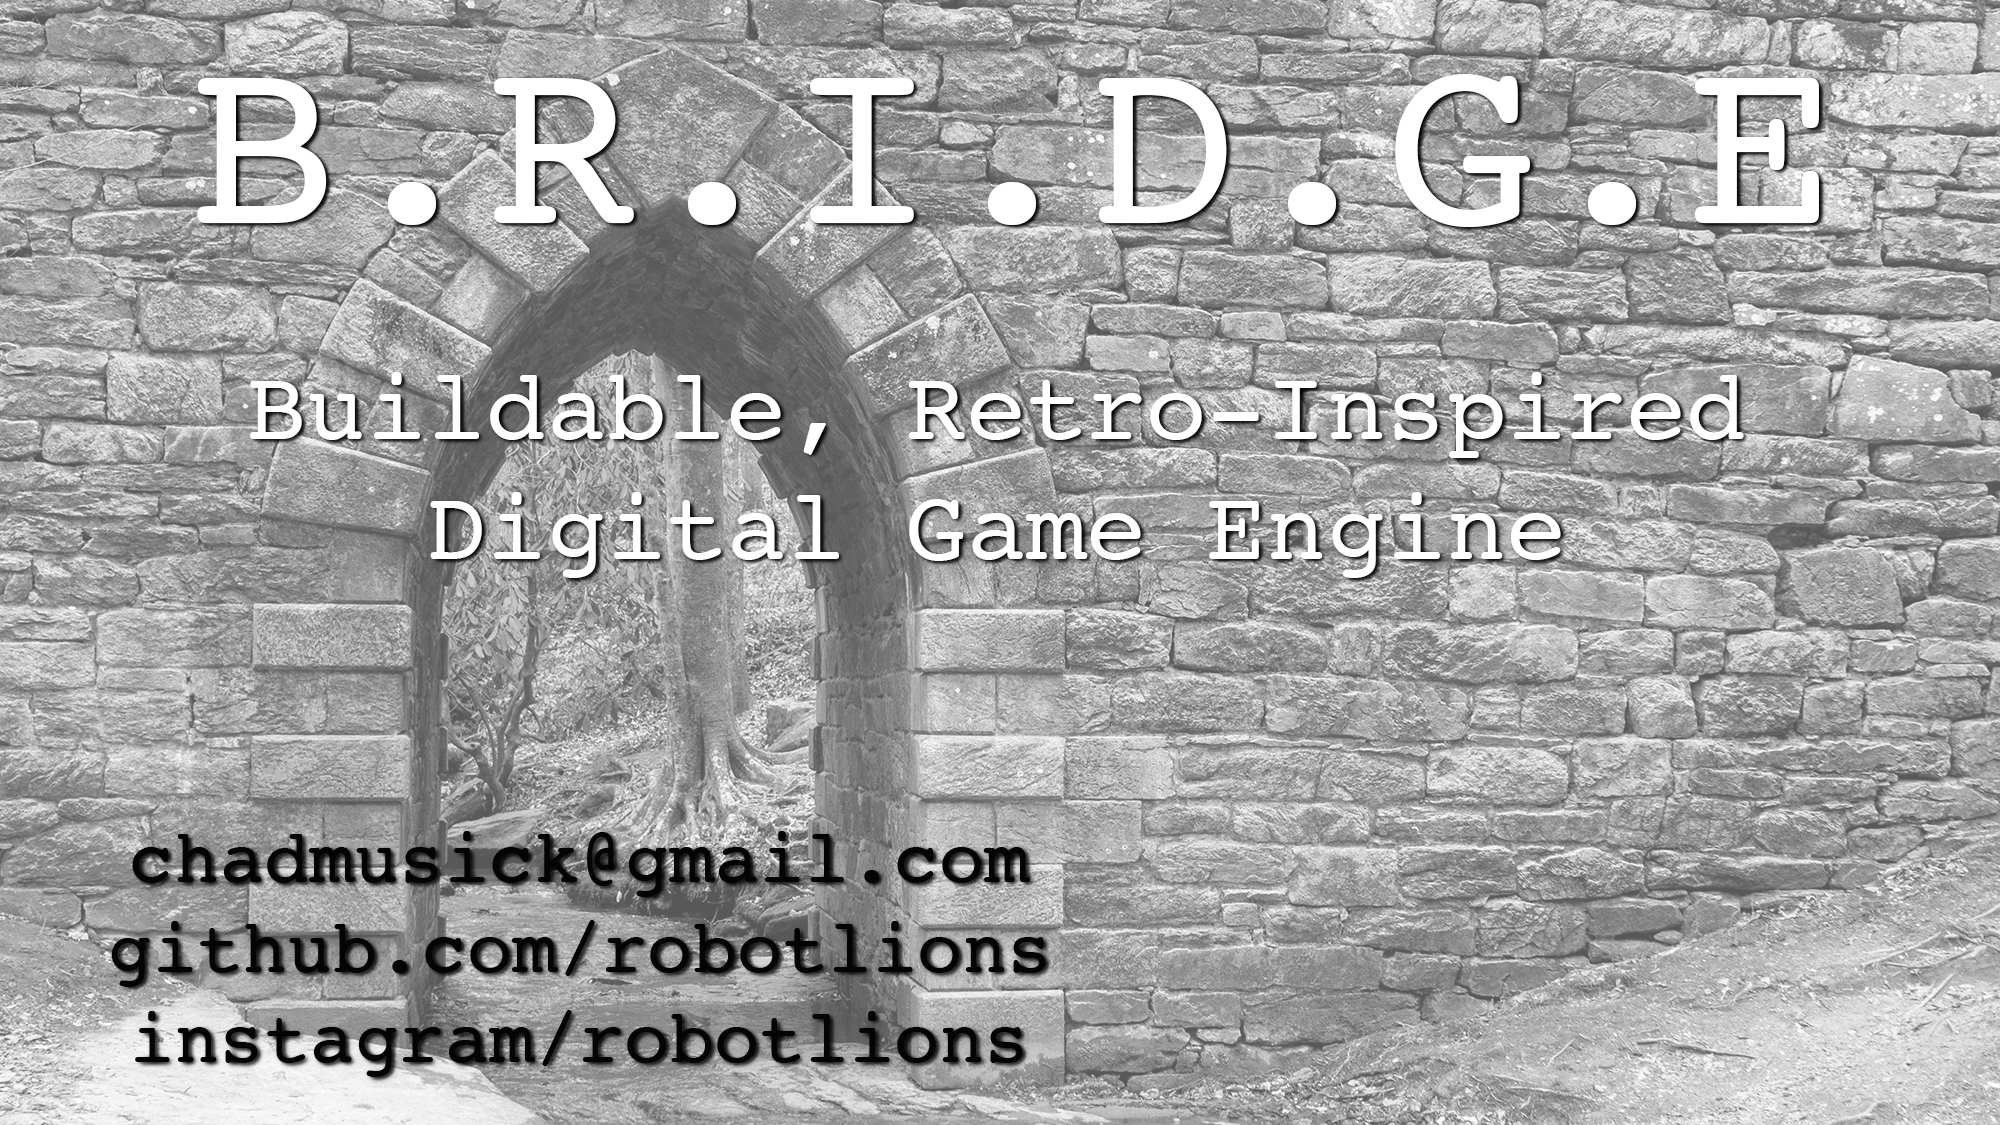 B.R.I.D.G.E
Buildable, Retro-Inspired
Digital Game Engine
chadmusick@gmail.com
github.com/robotlions
instagram/robotlions